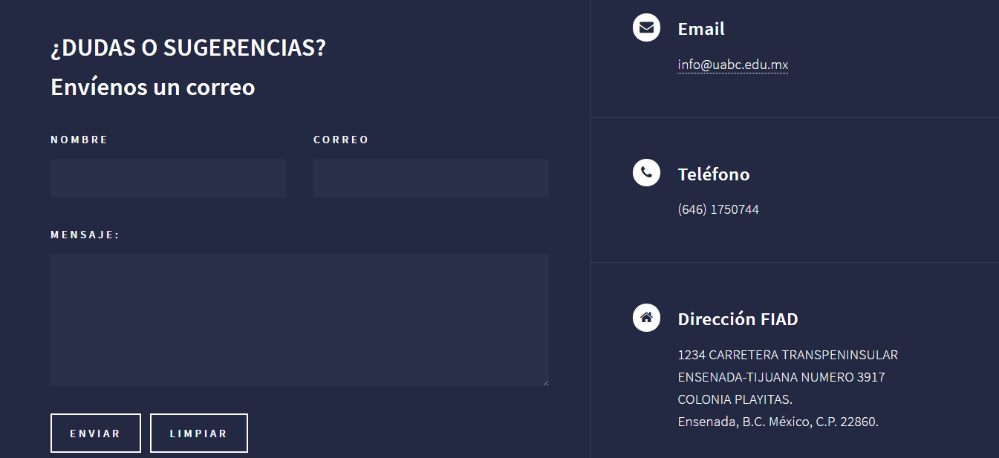 ¿DUDAS O SUGERENCIAS?
Envíenos un correo
NOMBRE
CORREO
MENSAJE:
ENVIAR
LIMPIAR
Email
info@uabc.edu.mx
Teléfono
(646) 1750744
Dirección FIAD
1234 CARRETERA TRANSPENINSULAR
ENSENADA-TIJUANA NUMERO 3917
COLONIA PLAYITAS.
Ensenada, B.C. México, C.P. 22860.